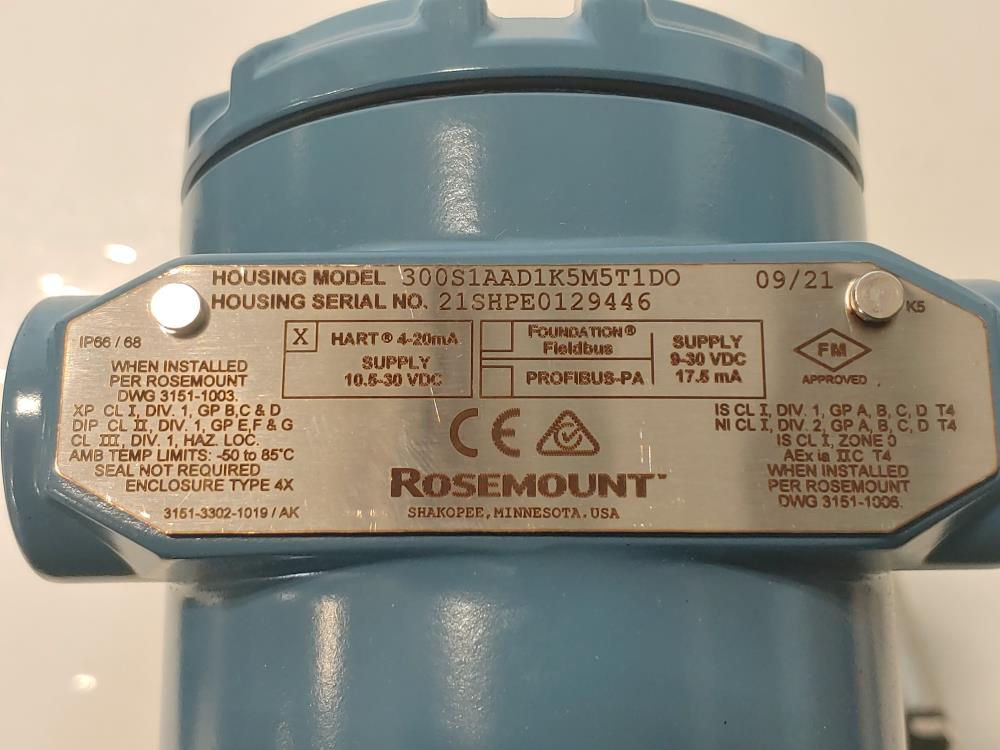 HOUSING MODEL 300S1AAD1K5M5T1DO 09/21
HOUSING SERIAL NO. 21SHPE0129446
K5
IP66 / 68
WHEN INSTALLED
PER ROSEMOUNT
DWG 3151-1003.
XP CL I, DIV. 1, GP B,C & D
DIP CL II, DIV. 1, GP E,F & G
CL III, DIV. 1, HAZ. LOC.
AMB TEMP LIMITS: -50 to 85°C
SEAL NOT REQUIRED
ENCLOSURE TYPE 4X
3151-3302-1019 / AK
X HART® 4-20mA
SUPPLY
10.5-30 VDC
FOUNDATION®
Fieldbus
PROFIBUS-PA
SUPPLY
9-30 VDC
17.5 mA
CE
ROSEMOUNT™
SHAKOPEE, MINNESOTA. USA
FM
APPROVED
IS CL I, DIV. 1, GP A, B, C, D T4
NI CL I, DIV. 2, GP A, B, C, D T4
IS CL I, ZONE 0
AEx ia IIC T4
WHEN INSTALLED
PER ROSEMOUNT
DWG 3151-1006.